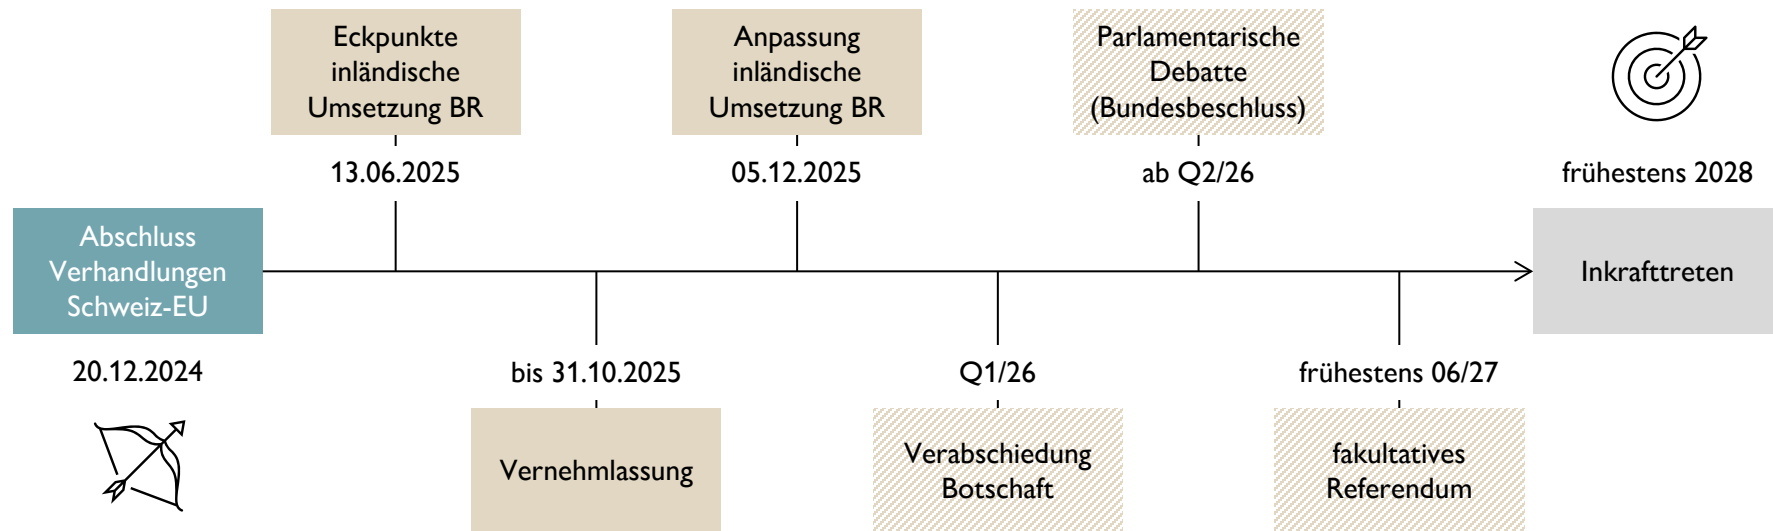 Eckpunkte
inländische
Umsetzung BR
13.06.2025
Anpassung
inländische
Umsetzung BR
05.12.2025
Parlamentarische
Debatte
(Bundesbeschluss)
ab Q2/26
frühestens 2028
Abschluss
Verhandlungen
Schweiz-EU
20.12.2024
Inkrafttreten
bis 31.10.2025
Vernehmlassung
Q1/26
Verabschiedung
Botschaft
frühestens 06/27
fakultatives
Referendum